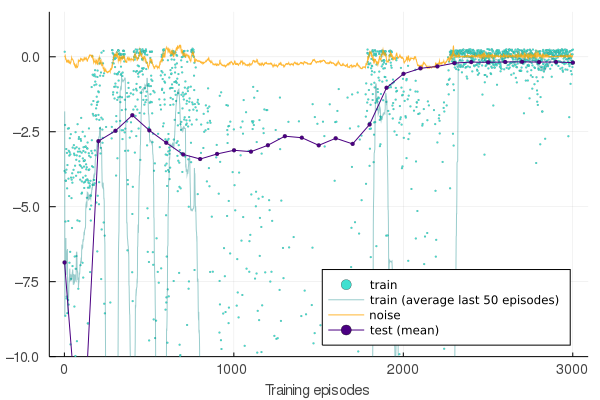 0.0
−2.5
−5.0
−7.5
−10.0
0
1000
2000
3000
Training episodes
train
train (average last 50 episodes)
noise
test (mean)